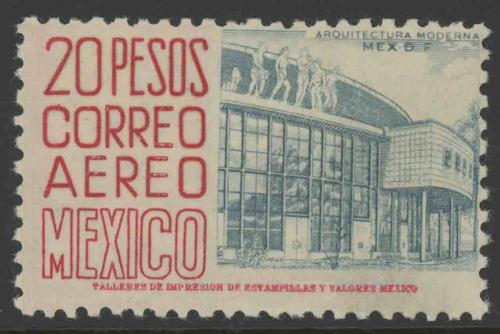 20 PESOS
CORREO
AEREO
MEXICO
ARQUITECTURA MODERNA
MEX. D F.
TALLERES DE IMPRESION DE ESTAMPILLAS Y VALORES MEXICO